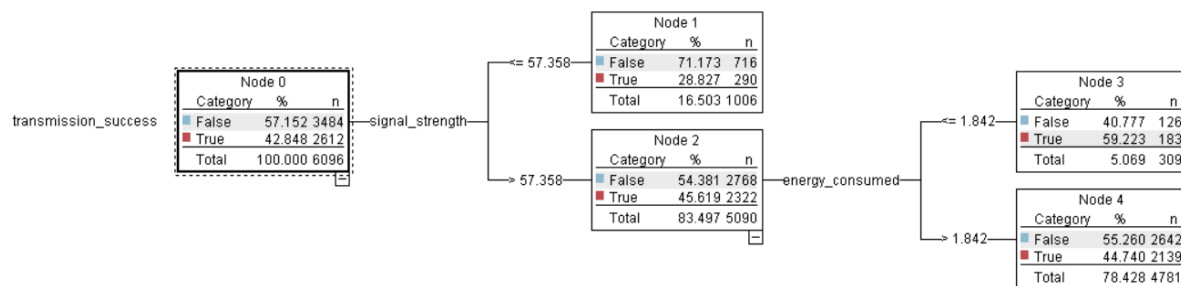 transmission_success
Node 0
Category % n
False 57.152 3484
True 42.848 2612
Total 100.000 6096
signal_strength
<= 57.358
Node 1
Category % n
False 71.173 716
True 28.827 290
Total 16.503 1006
> 57.358
Node 2
Category % n
False 54.381 2768
True 45.619 2322
Total 83.497 5090
energy_consumed
<= 1.842
Node 3
Category % n
False 40.777 126
True 59.223 183
Total 5.069 309
> 1.842
Node 4
Category % n
False 55.260 2642
True 44.740 2139
Total 78.428 4781